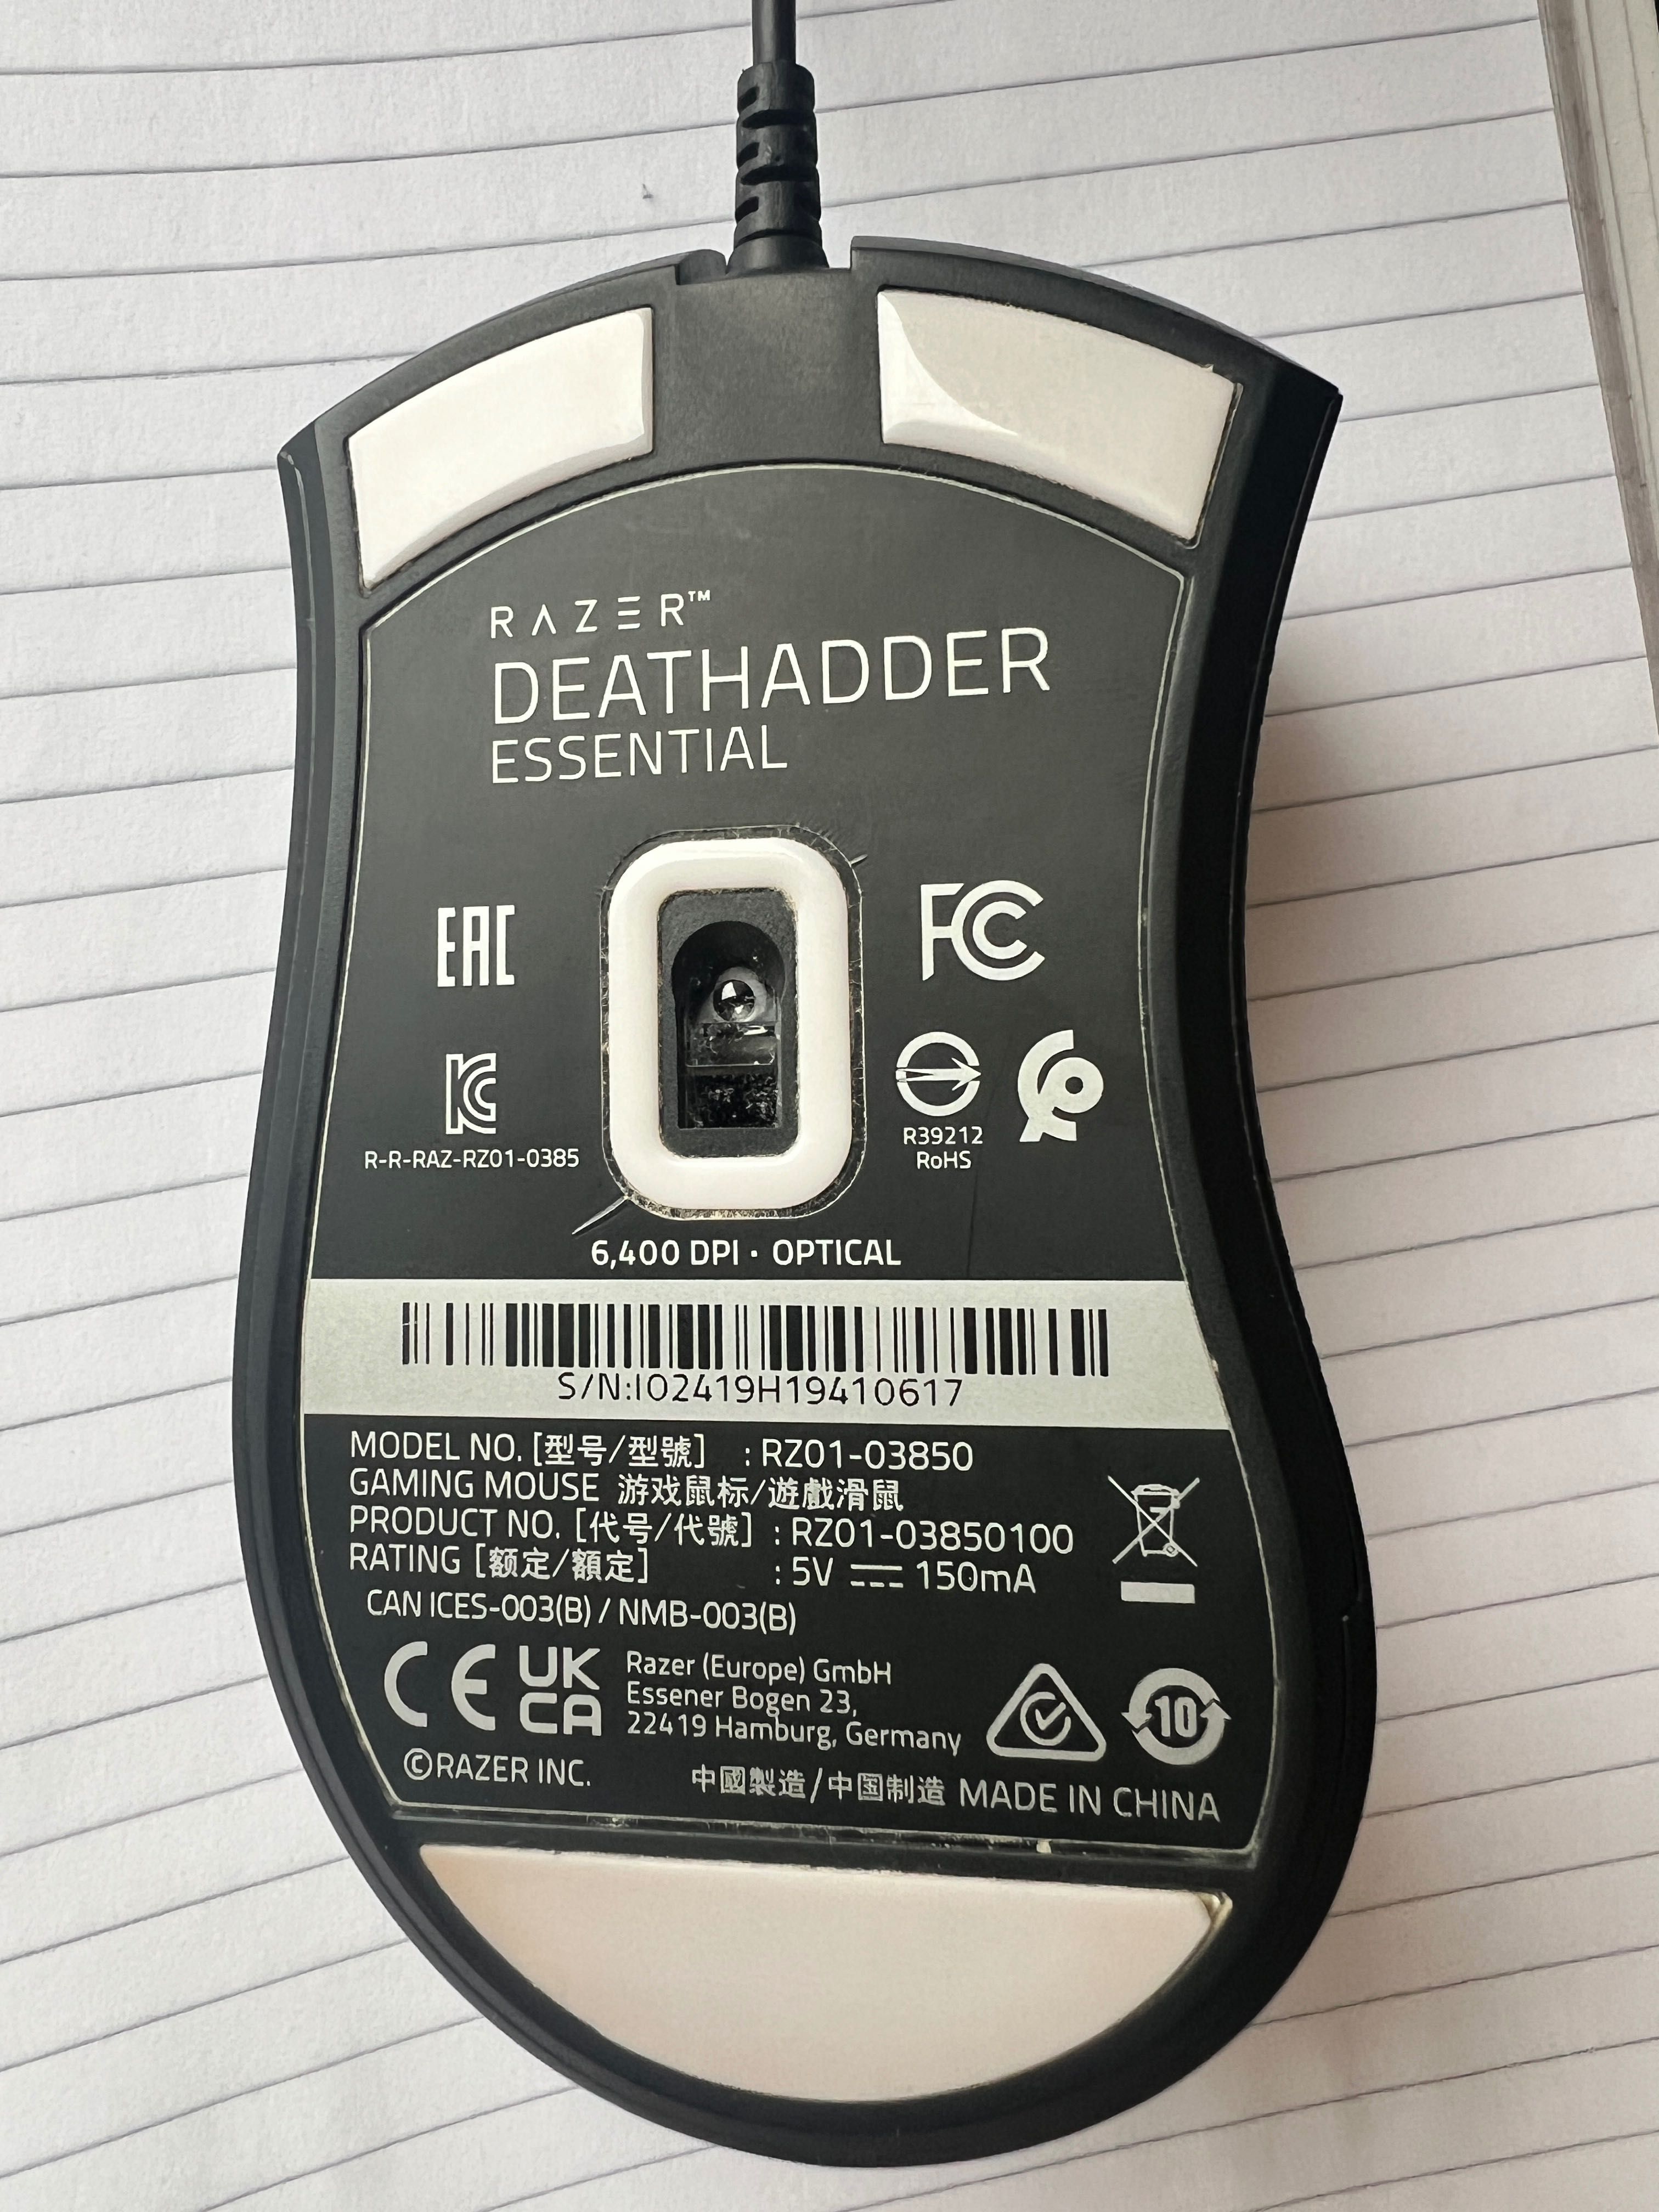 RAZER™
DEATHADDER
ESSENTIAL
EAC
FC
KC
R-R-RAZ-RZ01-0385
R39212
RoHS
6,400 DPI · OPTICAL
S/N:IO2419H19410617
MODEL NO. [型号/型號] : RZ01-03850
GAMING MOUSE 游戏鼠标/遊戲滑鼠
PRODUCT NO. [代号/代號] : RZ01-03850100
RATING [额定/額定] : 5V ⎓ 150mA
CAN ICES-003(B) / NMB-003(B)
CE UK CA
Razer (Europe) GmbH
Essener Bogen 23,
22419 Hamburg, Germany
10
©RAZER INC.
中國製造/中国制造 MADE IN CHINA